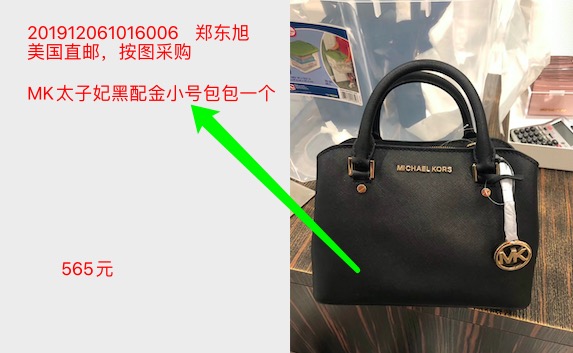 201912061016006 郑东旭
美国直邮，按图采购
MK太子妃黑配金小号包包一个
565元
MICHAEL KORS
MK